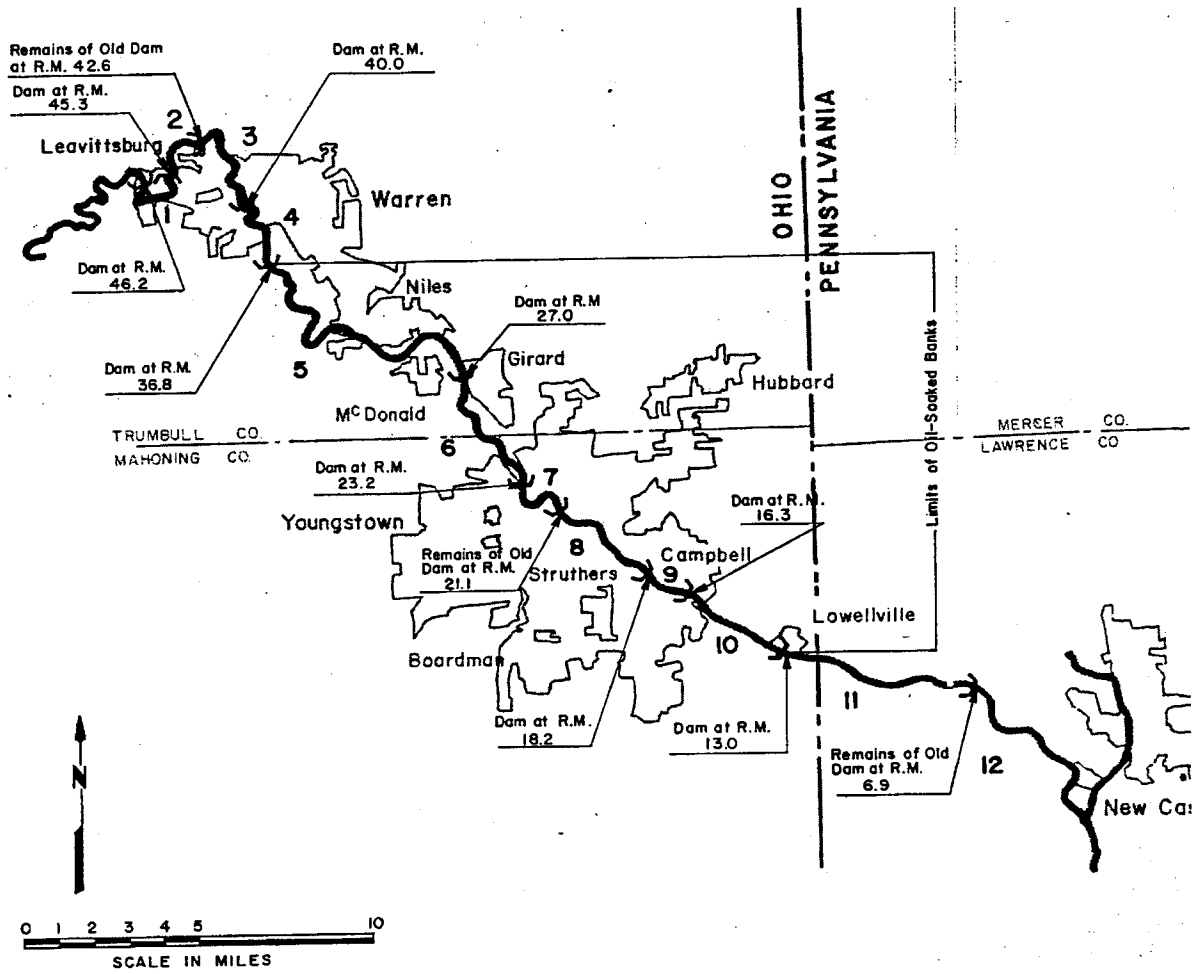 Remains of Old Dam
at R.M. 42.6
Dam at R.M.
40.0
Dam at R.M.
45.3
2
3
Leavittsburg
Warren
1
4
Dam at R.M.
46.2
OHIO
PENNSYLVANIA
Niles
Dam at R.M
27.0
Dam at R.M.
36.8
5
Girard
Hubbard
McDonald
TRUMBULL CO.
MAHONING CO.
MERCER CO.
LAWRENCE CO
Limits of Oil-Soaked Banks
6
Dam at R.M.
23.2
7
Dam at R.M.
16.3
Youngstown
8
Remains of Old
Dam at R.M.
21.1
Campbell
Struthers
9
Lowellville
10
Boardman
11
Dam at R.M.
18.2
Dam at R.M.
13.0
Remains of Old
Dam at R.M.
6.9
12
New Cas
N
0 1 2 3 4 5 10
SCALE IN MILES